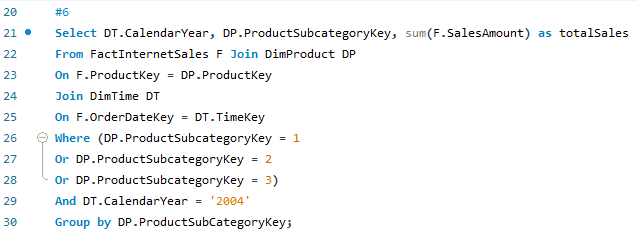 20 #6
21 Select DT.CalendarYear, DP.ProductSubcategoryKey, sum(F.SalesAmount) as totalSales
22 From FactInternetSales F Join DimProduct DP
23 On F.ProductKey = DP.ProductKey
24 Join DimTime DT
25 On F.OrderDateKey = DT.TimeKey
26 Where (DP.ProductSubcategoryKey = 1
27 Or DP.ProductSubcategoryKey = 2
28 Or DP.ProductSubcategoryKey = 3)
29 And DT.CalendarYear = '2004'
30 Group by DP.ProductSubCategoryKey;